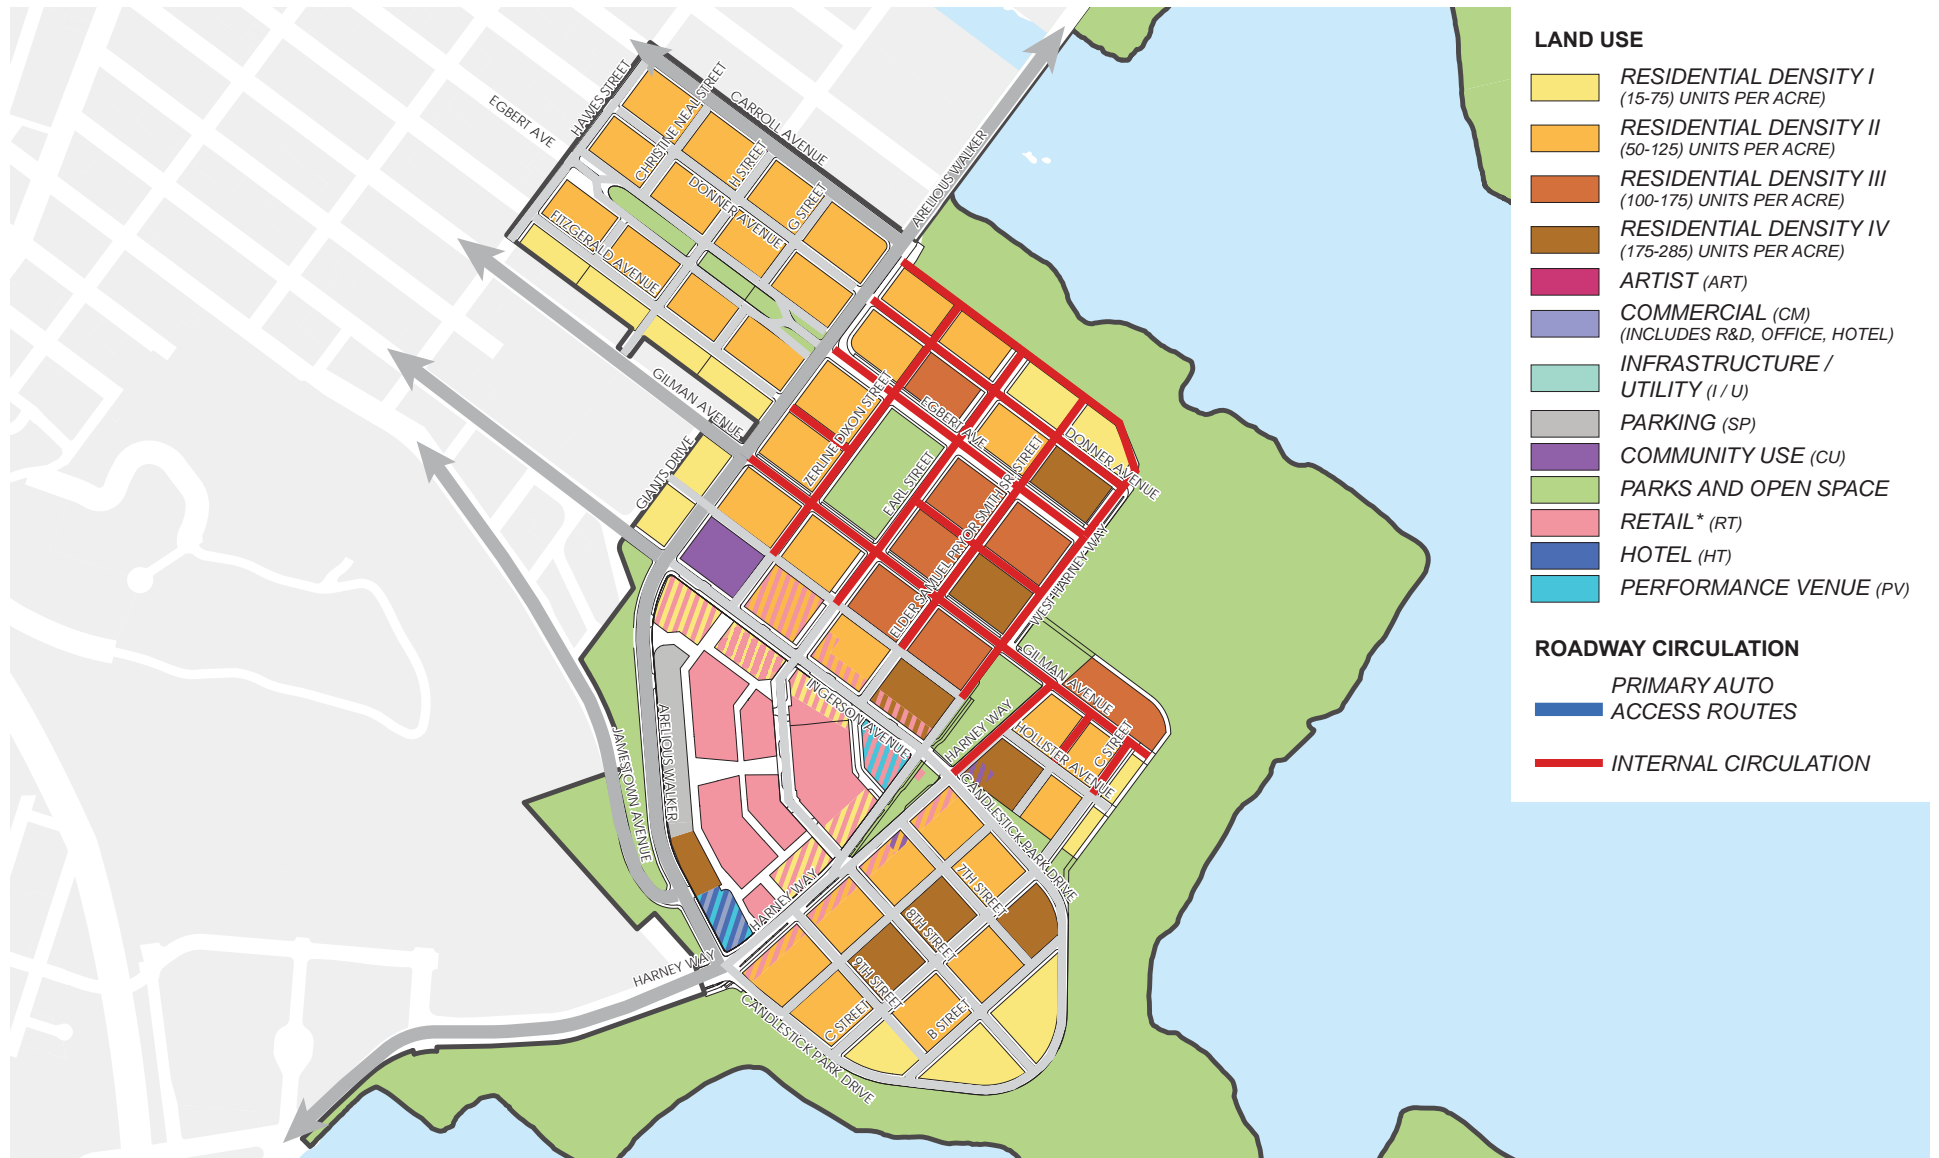 HAWES STREET
EGBERT AVE
CHRISTINE NEAL STREET
CARROLL AVENUE
H STREET
DONNER AVENUE
G STREET
ARELIOUS WALKER
FITZGERALD AVENUE
GILMAN AVENUE
GIANTS DRIVE
ZERLINE DIXON STREET
EGBERT AVE
EARL STREET
DONNER AVENUE
ELDER SAMUEL PRYOR SMITH SR. STREET
WEST HARNEY WAY
GILMAN AVENUE
HARNEY WAY
HOLLISTER AVENUE
C STREET
INGERSON AVENUE
ARELIOUS WALKER
JAMESTOWN AVENUE
CANDLESTICK PARK DRIVE
HARNEY WAY
7TH STREET
8TH STREET
9TH STREET
HARNEY WAY
C STREET
B STREET
CANDLESTICK PARK DRIVE
LAND USE
RESIDENTIAL DENSITY I
(15-75) UNITS PER ACRE)
RESIDENTIAL DENSITY II
(50-125) UNITS PER ACRE)
RESIDENTIAL DENSITY III
(100-175) UNITS PER ACRE)
RESIDENTIAL DENSITY IV
(175-285) UNITS PER ACRE)
ARTIST (ART)
COMMERCIAL (CM)
(INCLUDES R&D, OFFICE, HOTEL)
INFRASTRUCTURE /
UTILITY (I / U)
PARKING (SP)
COMMUNITY USE (CU)
PARKS AND OPEN SPACE
RETAIL* (RT)
HOTEL (HT)
PERFORMANCE VENUE (PV)
ROADWAY CIRCULATION
PRIMARY AUTO
ACCESS ROUTES
INTERNAL CIRCULATION